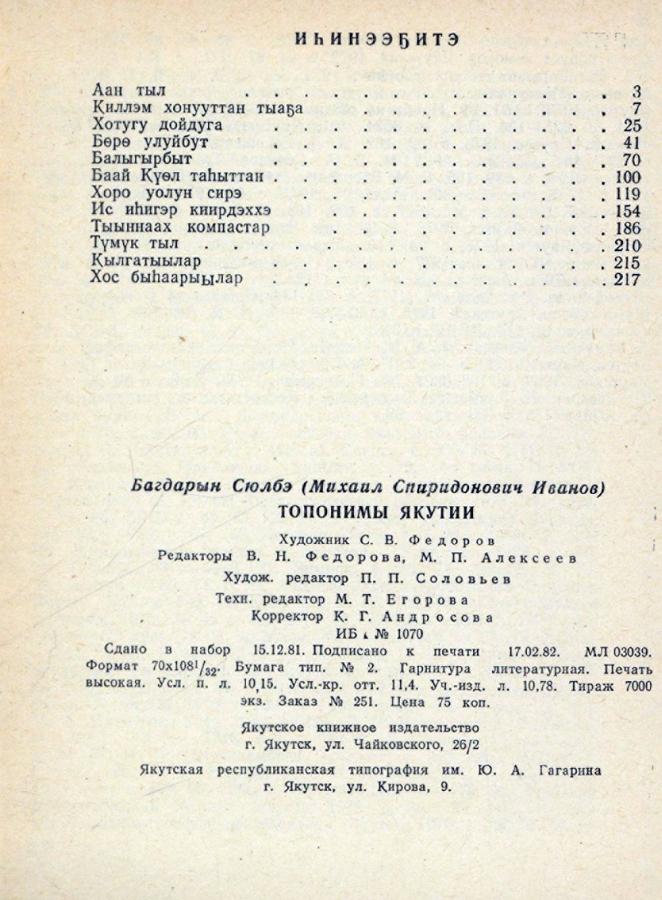 ИҺИНЭЭҔИТЭ
Аан тыл . . . . . . . . . . . . . . . 3
Киллэм хонууттан тыаҕа . . . . . . . . . . 7
Хотугу дойдуга . . . . . . . . . . . . . 25
Бөрө улуйбут . . . . . . . . . . . . . 41
Балыгырбыт . . . . . . . . . . . . . 70
Баай Күөл таһыттан . . . . . . . . . . . 100
Хоро уолун сирэ . . . . . . . . . . . . 119
Ис иһигэр киирдэххэ . . . . . . . . . . . 154
Тыыннаах компастар . . . . . . . . . . . 186
Түмүк тыл . . . . . . . . . . . . . . 210
Кылгатыылар . . . . . . . . . . . . . 215
Хос быһаарыылар . . . . . . . . . . . . 217
Багдарын Сюлбэ (Михаил Спиридонович Иванов)
ТОПОНИМЫ ЯКУТИИ
Художник С. В. Федоров
Редакторы В. Н. Федорова, М. П. Алексеев
Худож. редактор П. П. Соловьев
Техн. редактор М. Т. Егорова
Корректор К. Г. Андросова
ИБ № 1070
Сдано в набор 15.12.81. Подписано к печати 17.02.82. МЛ 03039.
Формат 70х108¹/₃₂. Бумага тип. № 2. Гарнитура литературная. Печать
высокая. Усл. п. л. 10,15. Усл.-кр. отт. 11,4. Уч.-изд. л. 10,78. Тираж 7000
экз. Заказ № 251. Цена 75 коп.
Якутское книжное издательство
г. Якутск, ул. Чайковского, 26/2
Якутская республиканская типография им. Ю. А. Гагарина
г. Якутск, ул. Кирова, 9.